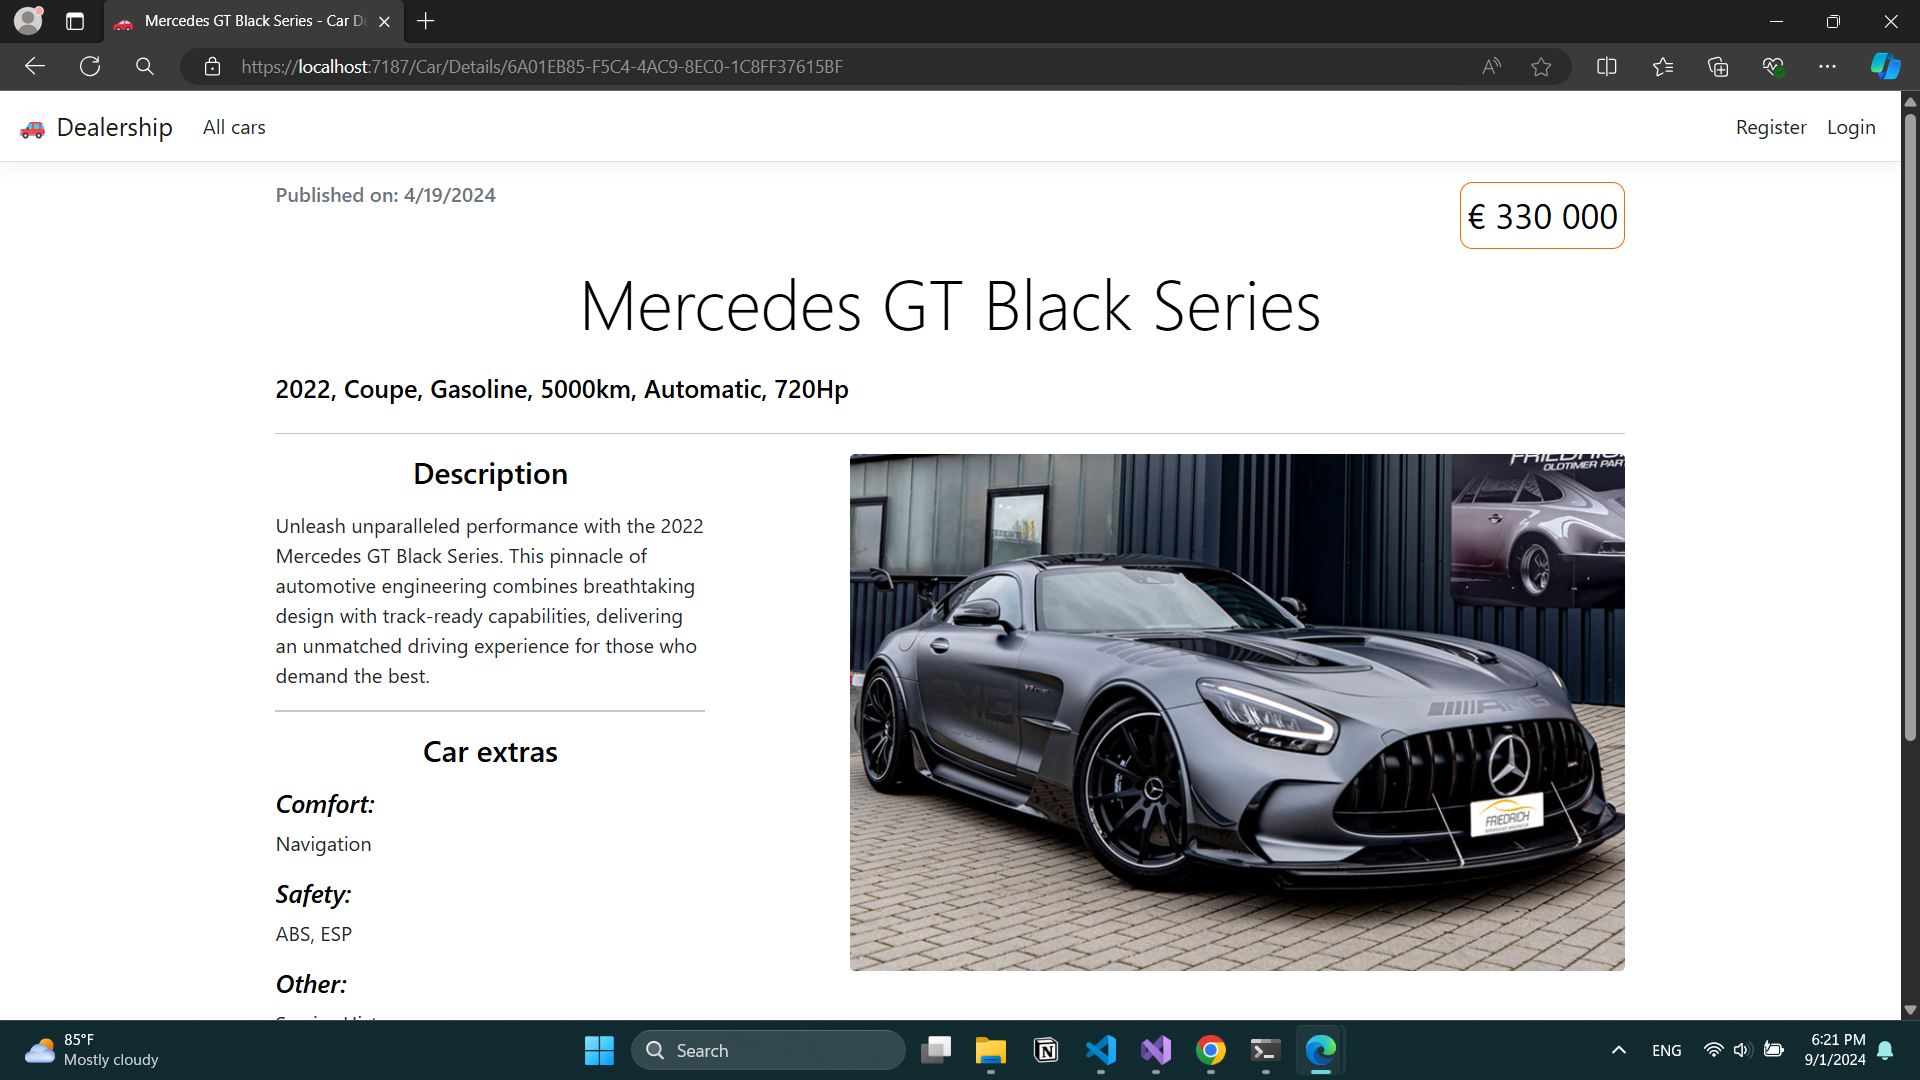 Mercedes GT Black Series - Car De
https://localhost:7187/Car/Details/6A01EB85-F5C4-4AC9-8EC0-1C8FF37615BF
Dealership
All cars
Register
Login
Published on: 4/19/2024
€ 330 000
Mercedes GT Black Series
2022, Coupe, Gasoline, 5000km, Automatic, 720Hp
Description
Unleash unparalleled performance with the 2022
Mercedes GT Black Series. This pinnacle of
automotive engineering combines breathtaking
design with track-ready capabilities, delivering
an unmatched driving experience for those who
demand the best.
Car extras
Comfort:
Navigation
Safety:
ABS, ESP
Other:
FRIEDRICH
OLDTIMER PAR
AMG
FRIEDRICH
85°F
Mostly cloudy
Search
ENG
6:21 PM
9/1/2024